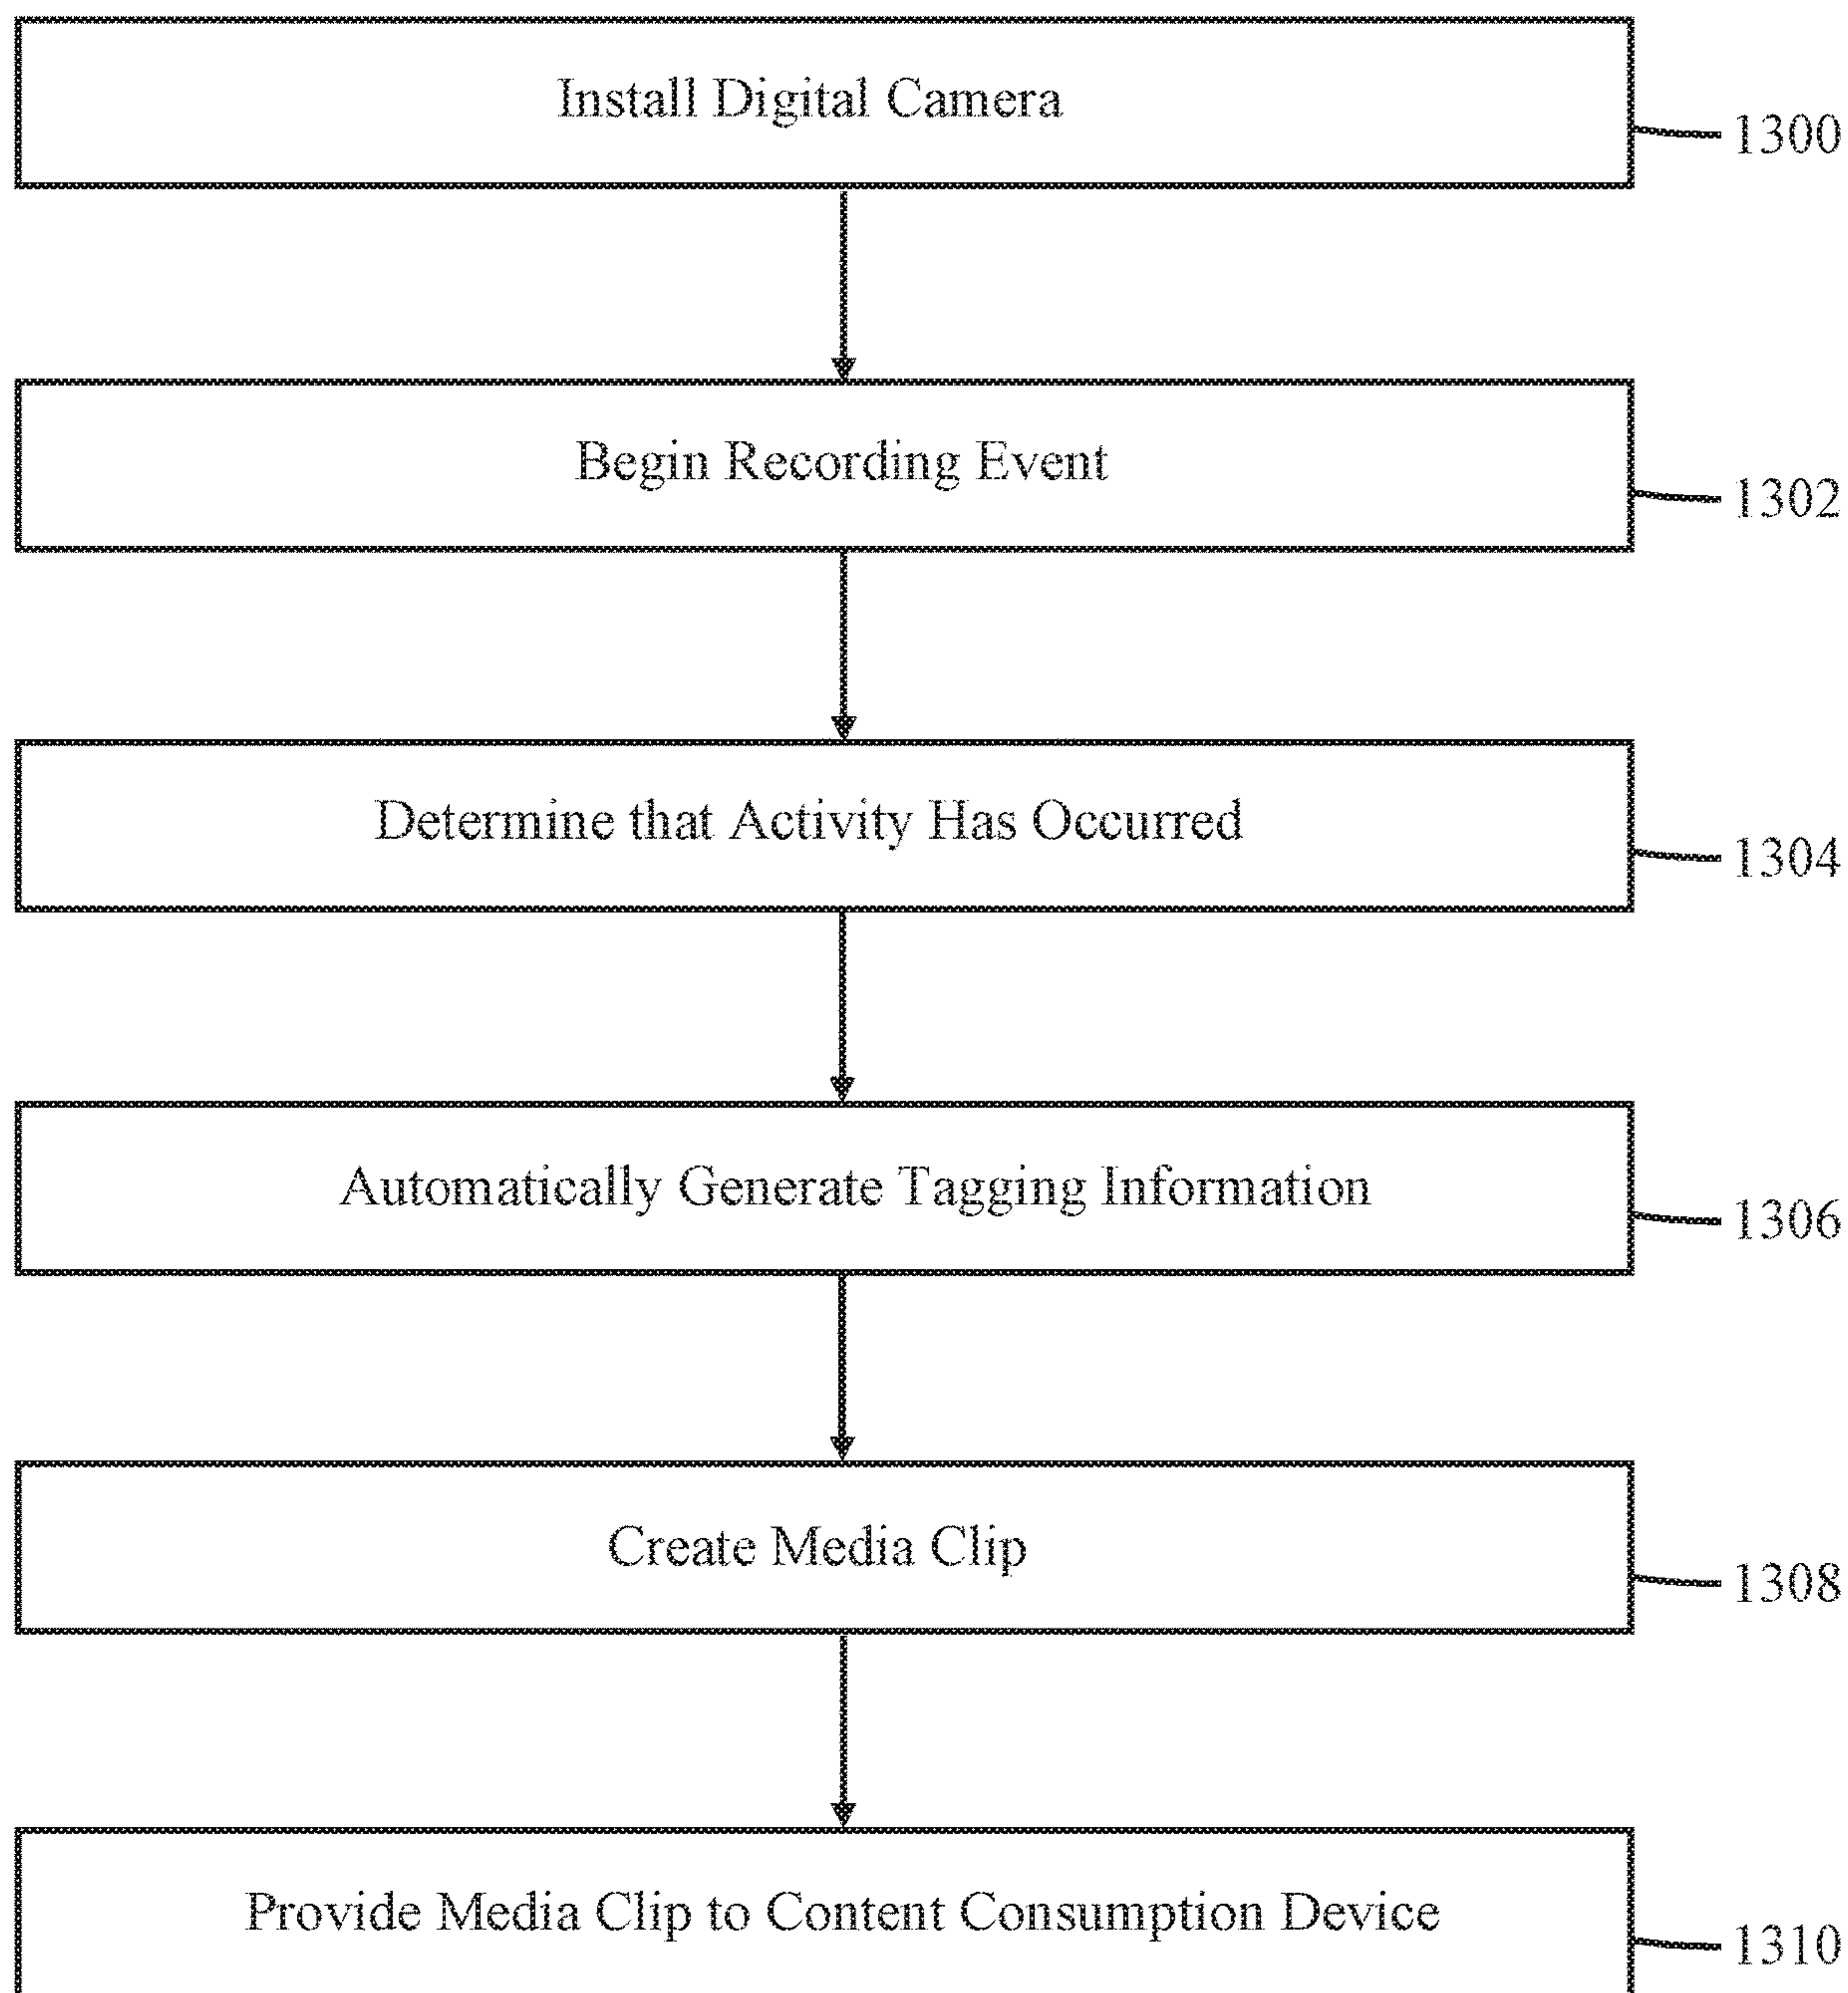 Install Digital Camera
1300
Begin Recording Event
1302
Determine that Activity Has Occurred
1304
Automatically Generate Tagging Information
1306
Create Media Clip
1308
Provide Media Clip to Content Consumption Device
1310